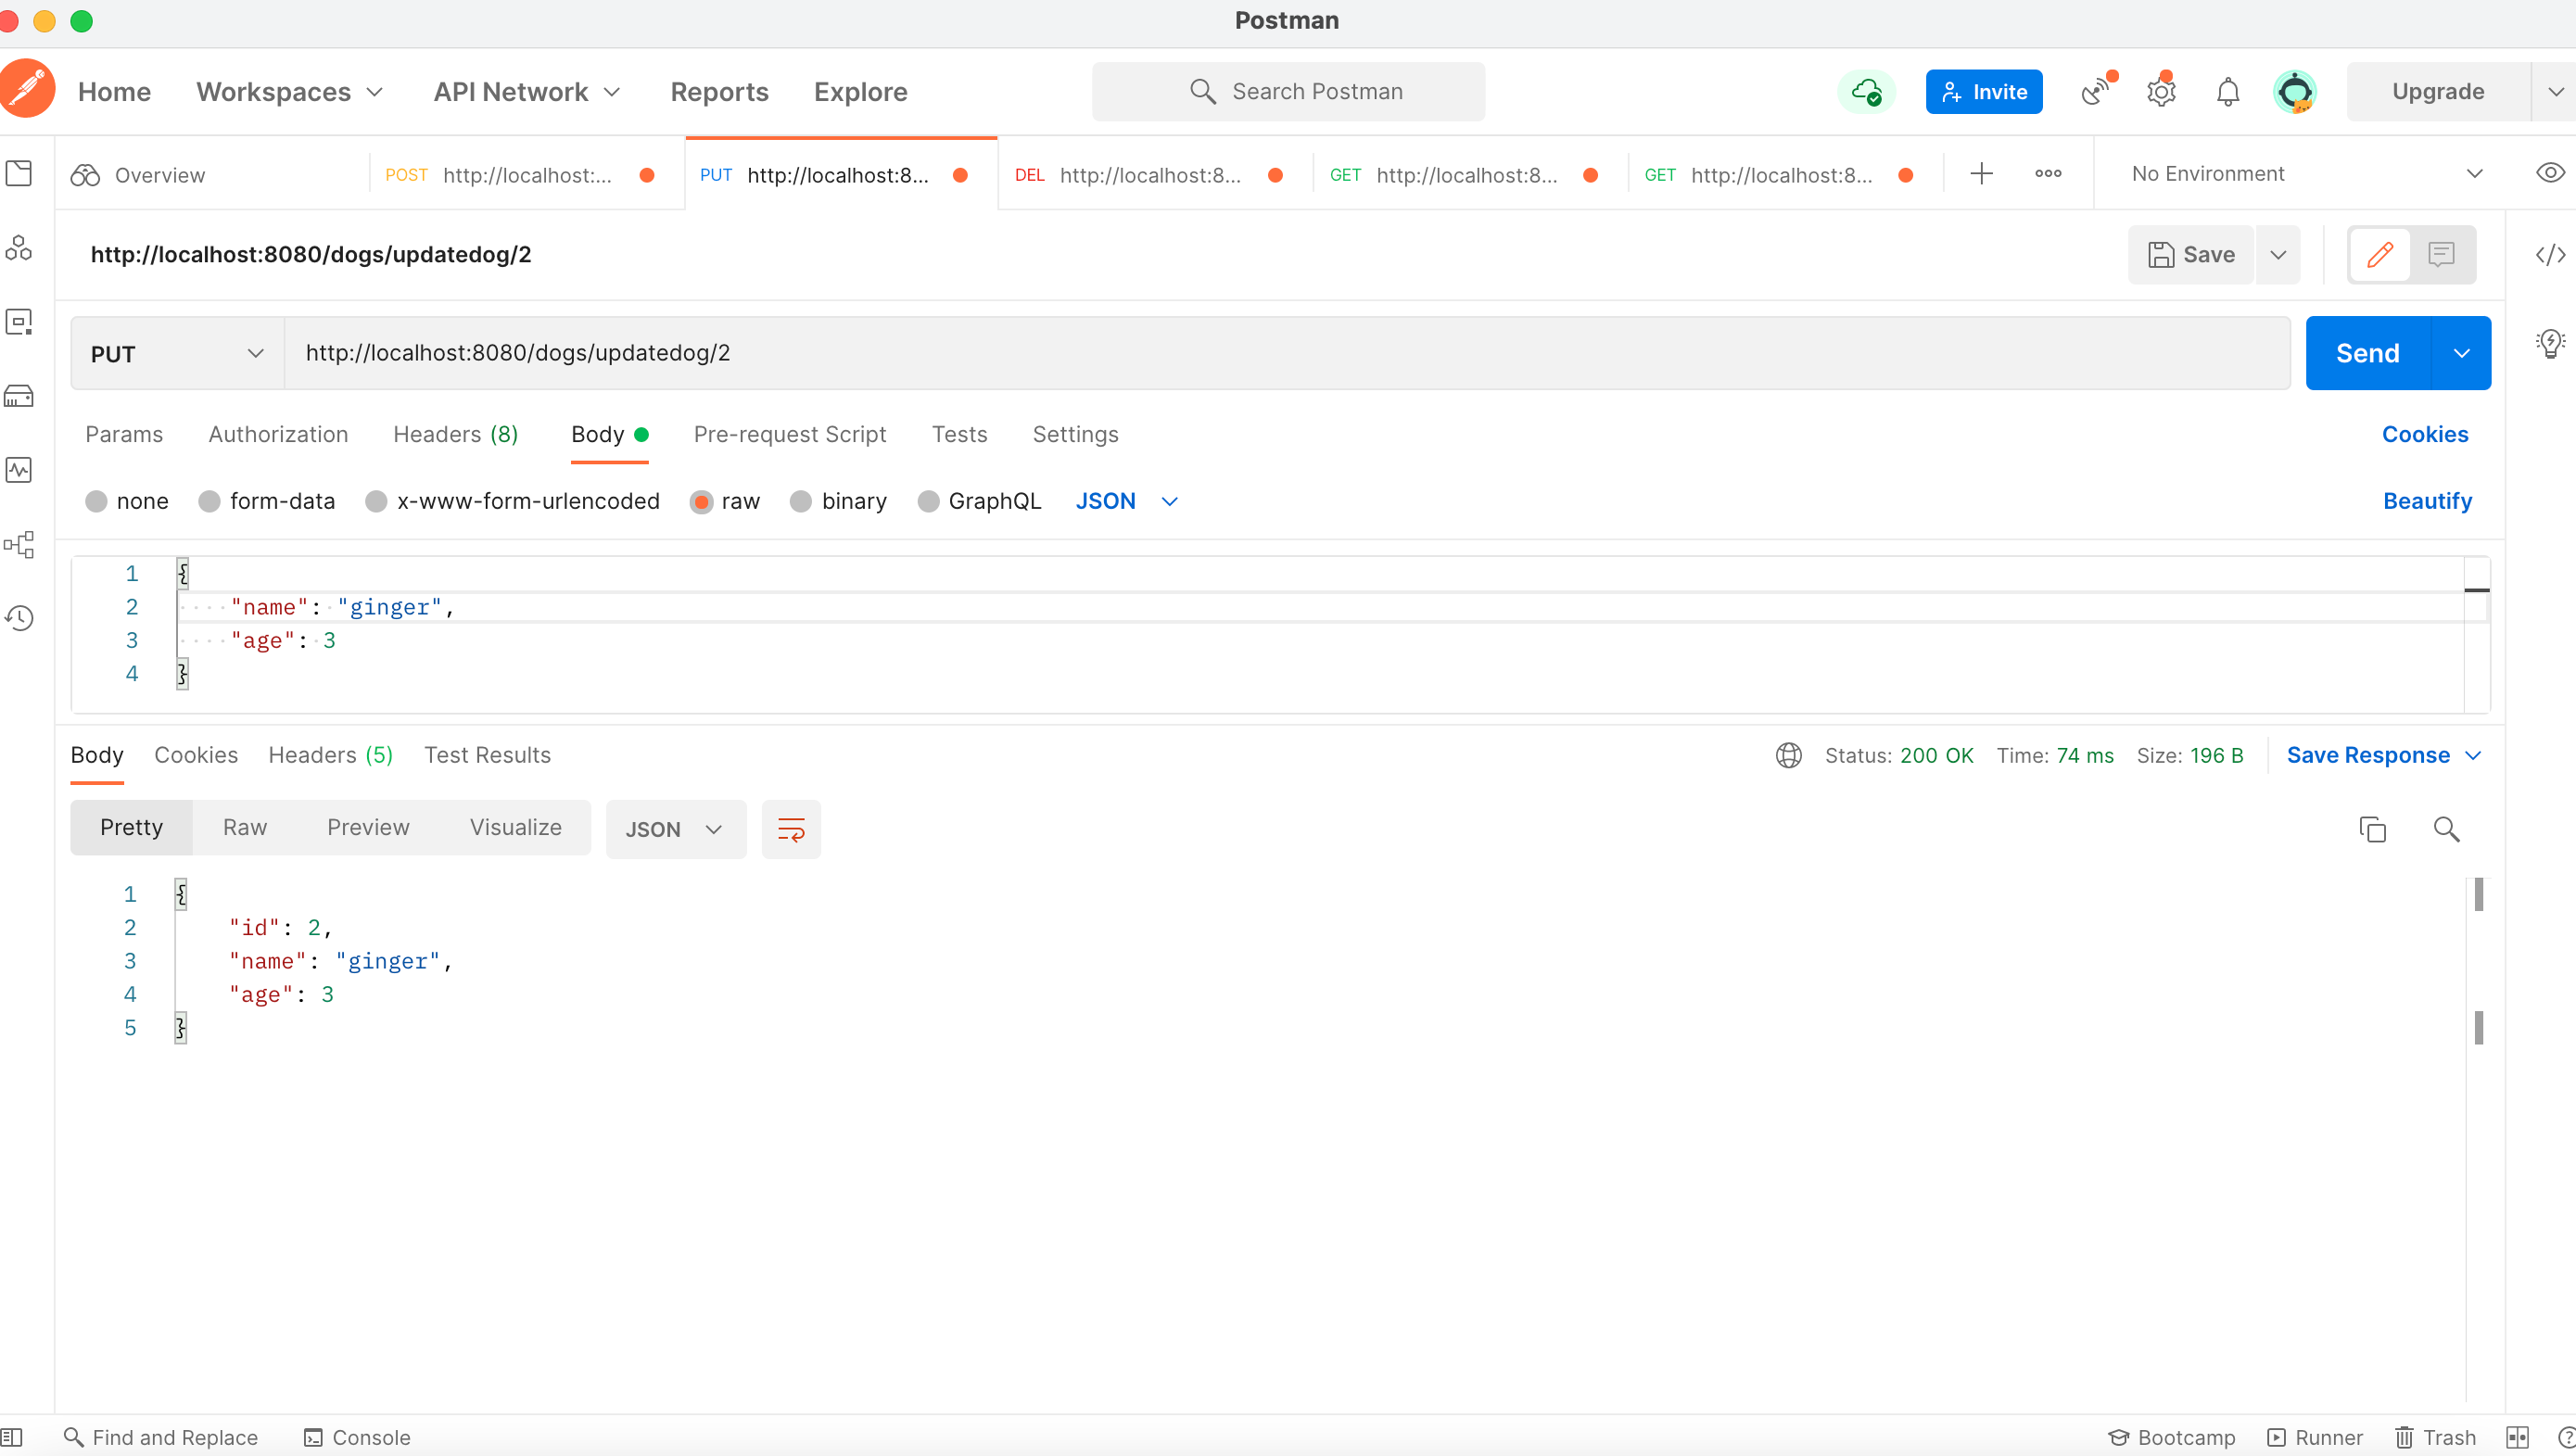 Postman
Home Workspaces API Network Reports Explore Search Postman Invite Upgrade
Overview POST http://localhost:... PUT http://localhost:8... DEL http://localhost:8... GET http://localhost:8... GET http://localhost:8... No Environment
http://localhost:8080/dogs/updatedog/2 Save
PUT http://localhost:8080/dogs/updatedog/2 Send
Params Authorization Headers (8) Body Pre-request Script Tests Settings Cookies
none form-data x-www-form-urlencoded raw binary GraphQL JSON Beautify
1 {
2 "name": "ginger",
3 "age": 3
4 }
Body Cookies Headers (5) Test Results Status: 200 OK Time: 74 ms Size: 196 B Save Response
Pretty Raw Preview Visualize JSON
1 {
2 "id": 2,
3 "name": "ginger",
4 "age": 3
5 }
Find and Replace Console Bootcamp Runner Trash